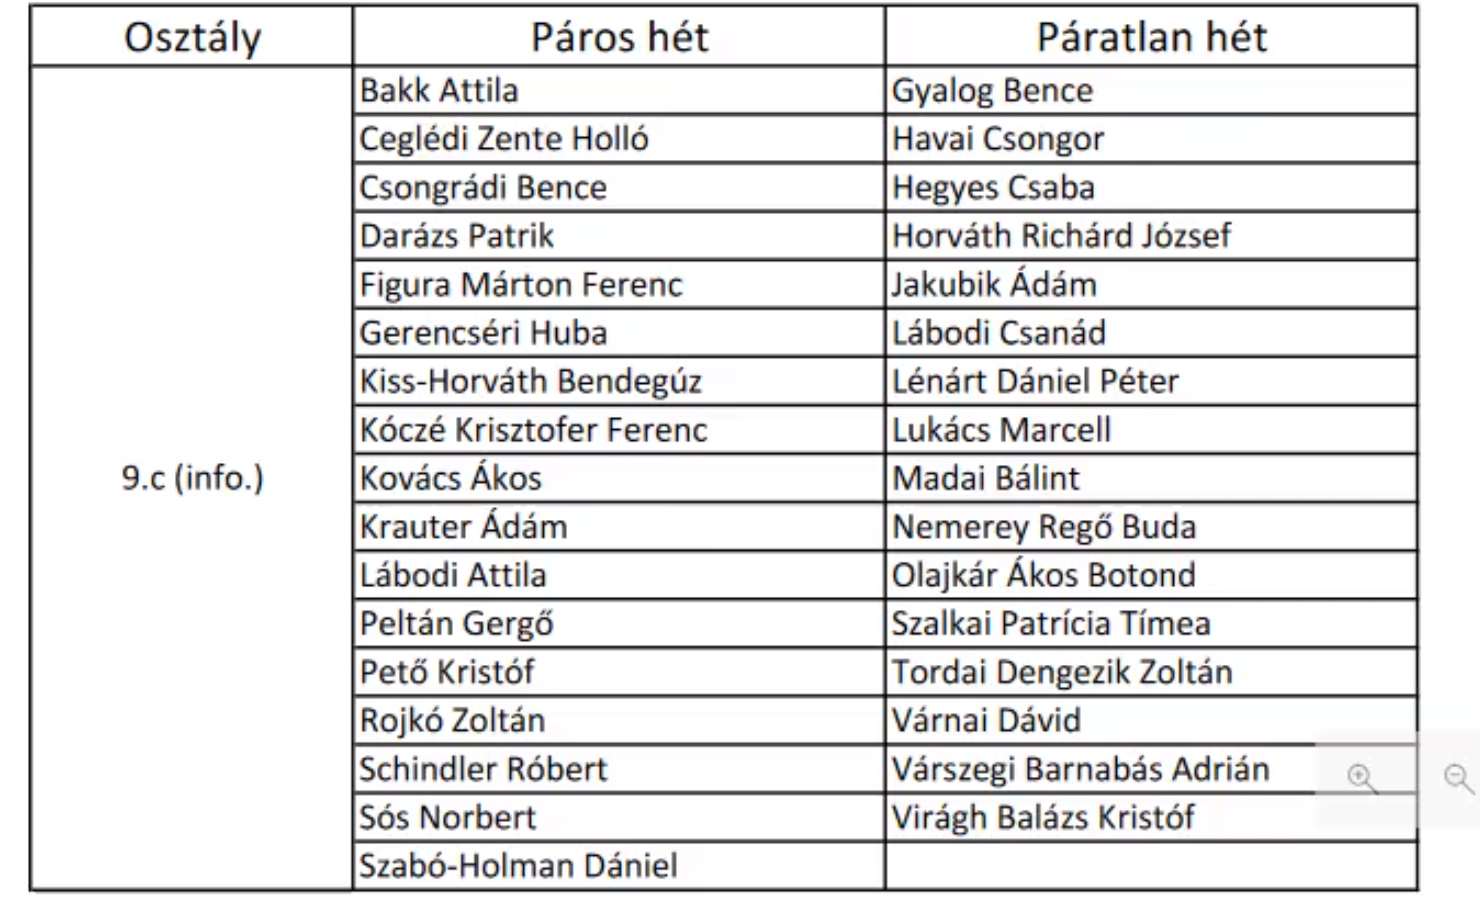 Osztály Páros hét Páratlan hét
Bakk Attila Gyalog Bence
Ceglédi Zente Holló Havai Csongor
Csongrádi Bence Hegyes Csaba
Darázs Patrik Horváth Richárd József
Figura Márton Ferenc Jakubik Ádám
Gerencséri Huba Lábodi Csanád
Kiss-Horváth Bendegúz Lénárt Dániel Péter
Kóczé Krisztofer Ferenc Lukács Marcell
9.c (info.) Kovács Ákos Madai Bálint
Krauter Ádám Nemerey Regő Buda
Lábodi Attila Olajkár Ákos Botond
Peltán Gergő Szalkai Patrícia Tímea
Pető Kristóf Tordai Dengezik Zoltán
Rojkó Zoltán Várnai Dávid
Schindler Róbert Várszegi Barnabás Adrián
Sós Norbert Virágh Balázs Kristóf
Szabó-Holman Dániel